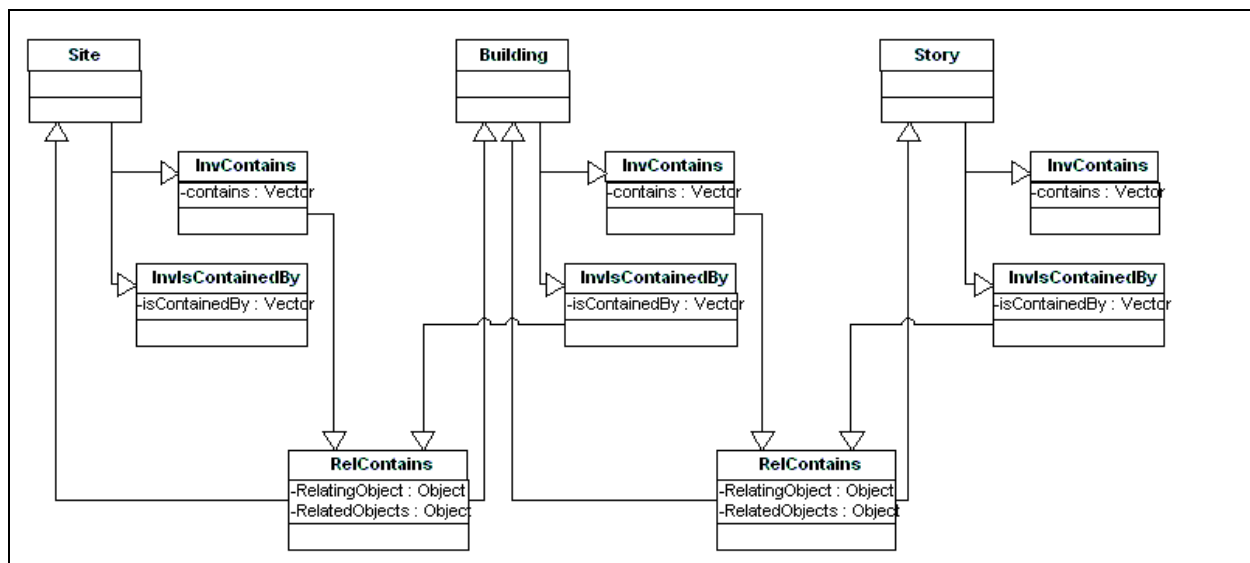 Site
Building
Story
InvContains
-contains : Vector
InvContains
-contains : Vector
InvContains
-contains : Vector
InvIsContainedBy
-isContainedBy : Vector
InvIsContainedBy
-isContainedBy : Vector
InvIsContainedBy
-isContainedBy : Vector
RelContains
-RelatingObject : Object
-RelatedObjects : Object
RelContains
-RelatingObject : Object
-RelatedObjects : Object